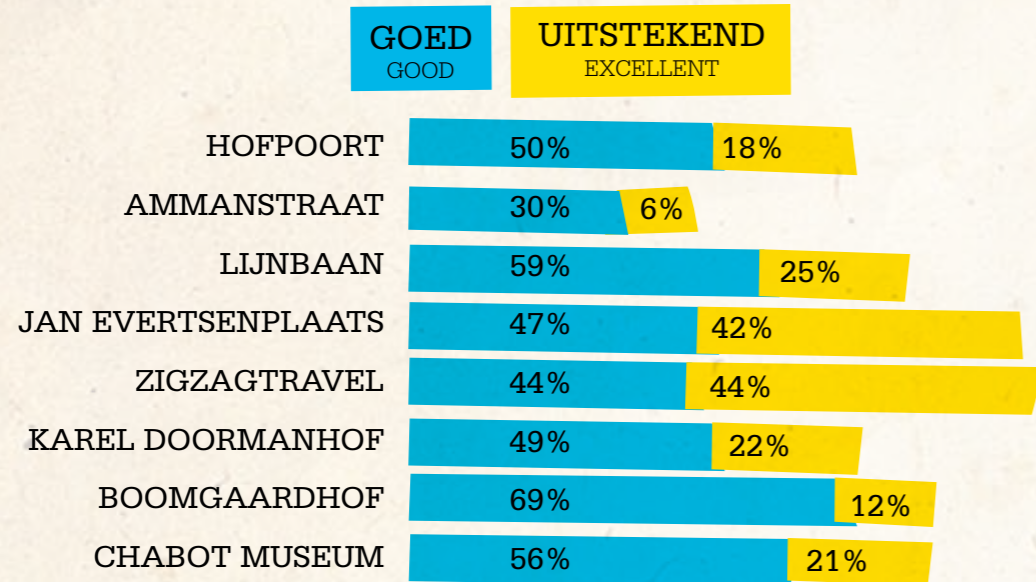 GOED
GOOD
UITSTEKEND
EXCELLENT
HOFPOORT 50% 18%
AMMANSTRAAT 30% 6%
LIJNBAAN 59% 25%
JAN EVERTSENPLAATS 47% 42%
ZIGZAGTRAVEL 44% 44%
KAREL DOORMANHOF 49% 22%
BOOMGAARDHOF 69% 12%
CHABOT MUSEUM 56% 21%